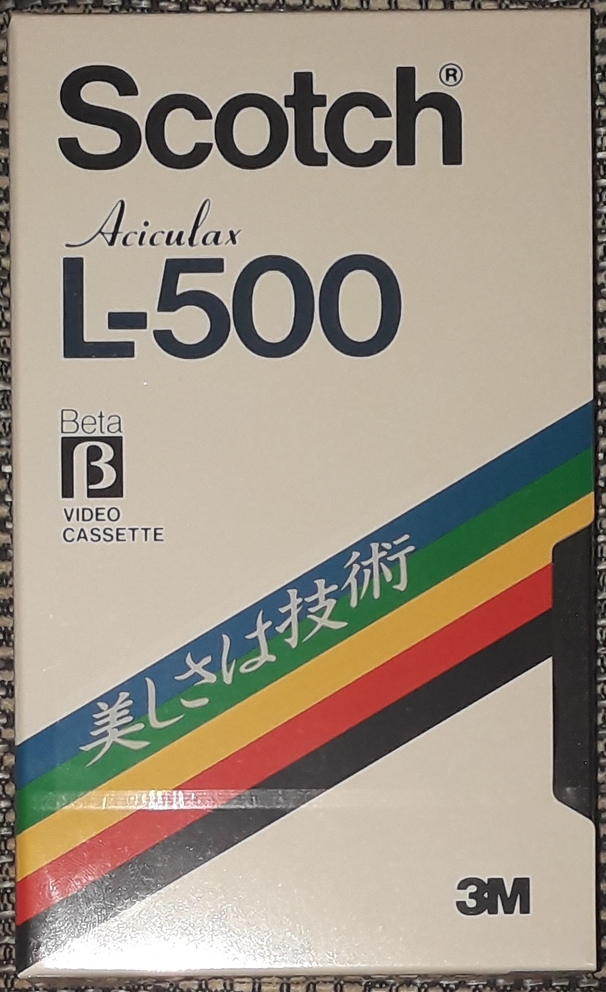 Scotch®
Aciculax
L-500
Beta
β
VIDEO
CASSETTE
美しさは技術
3M